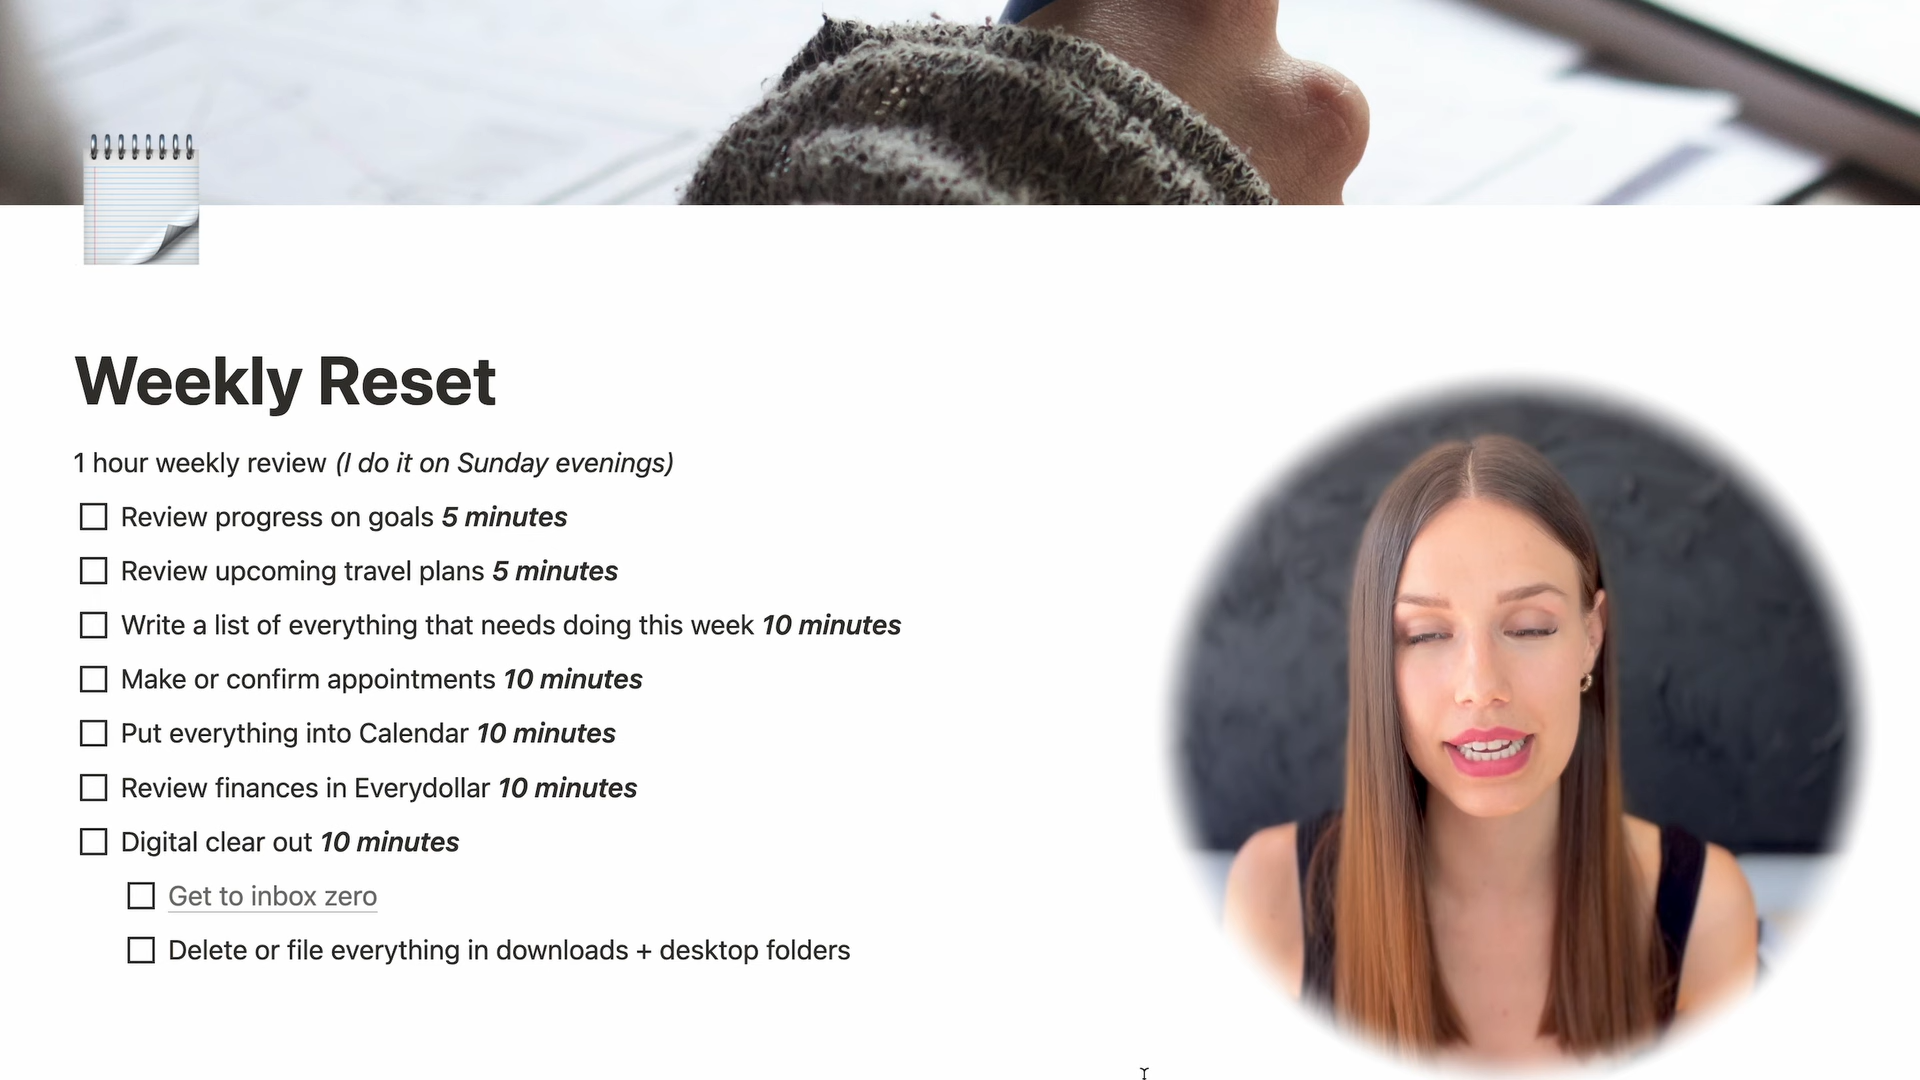 Weekly Reset
1 hour weekly review (I do it on Sunday evenings)
Review progress on goals 5 minutes
Review upcoming travel plans 5 minutes
Write a list of everything that needs doing this week 10 minutes
Make or confirm appointments 10 minutes
Put everything into Calendar 10 minutes
Review finances in Everydollar 10 minutes
Digital clear out 10 minutes
Get to inbox zero
Delete or file everything in downloads + desktop folders